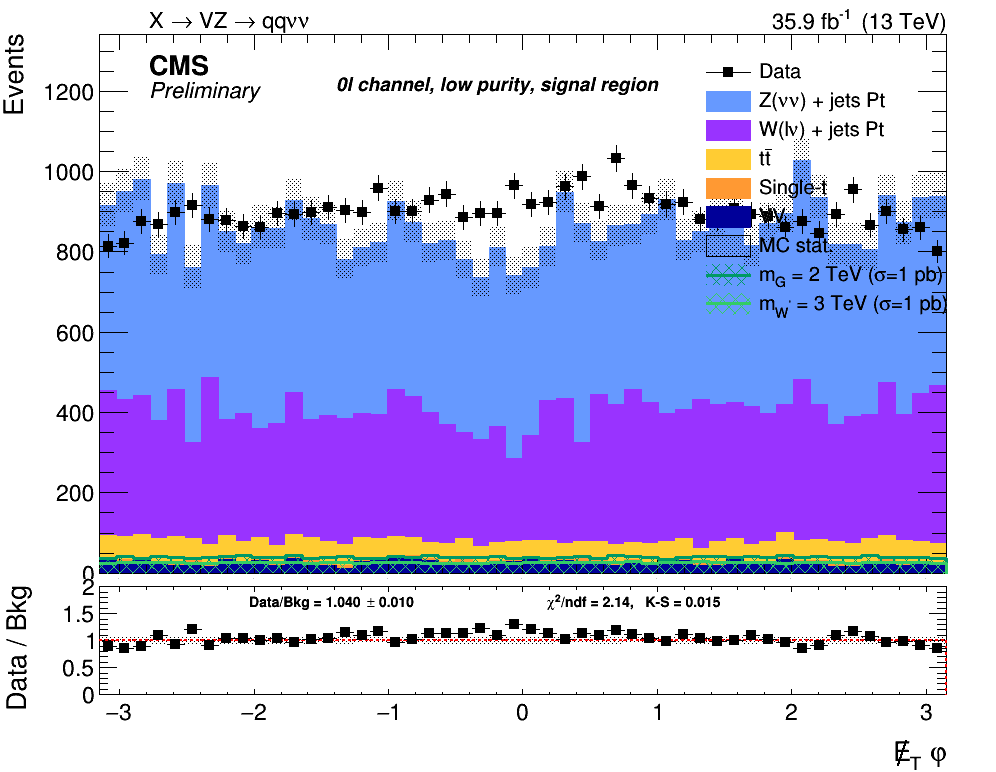 X → VZ → qqνν
35.9 fb⁻¹ (13 TeV)
Events
CMS
Preliminary
0l channel, low purity, signal region
Data
Z(νν) + jets Pt
W(lν) + jets Pt
tt̄
Single-t
VV
MC stat.
m_G = 2 TeV (σ=1 pb)
m_W' = 3 TeV (σ=1 pb)
1200
1000
800
600
400
200
0
Data / Bkg
Data/Bkg = 1.040 ± 0.010
χ²/ndf = 2.14, K-S = 0.015
2
1.5
1
0.5
0
−3 −2 −1 0 1 2 3
E̸_T φ